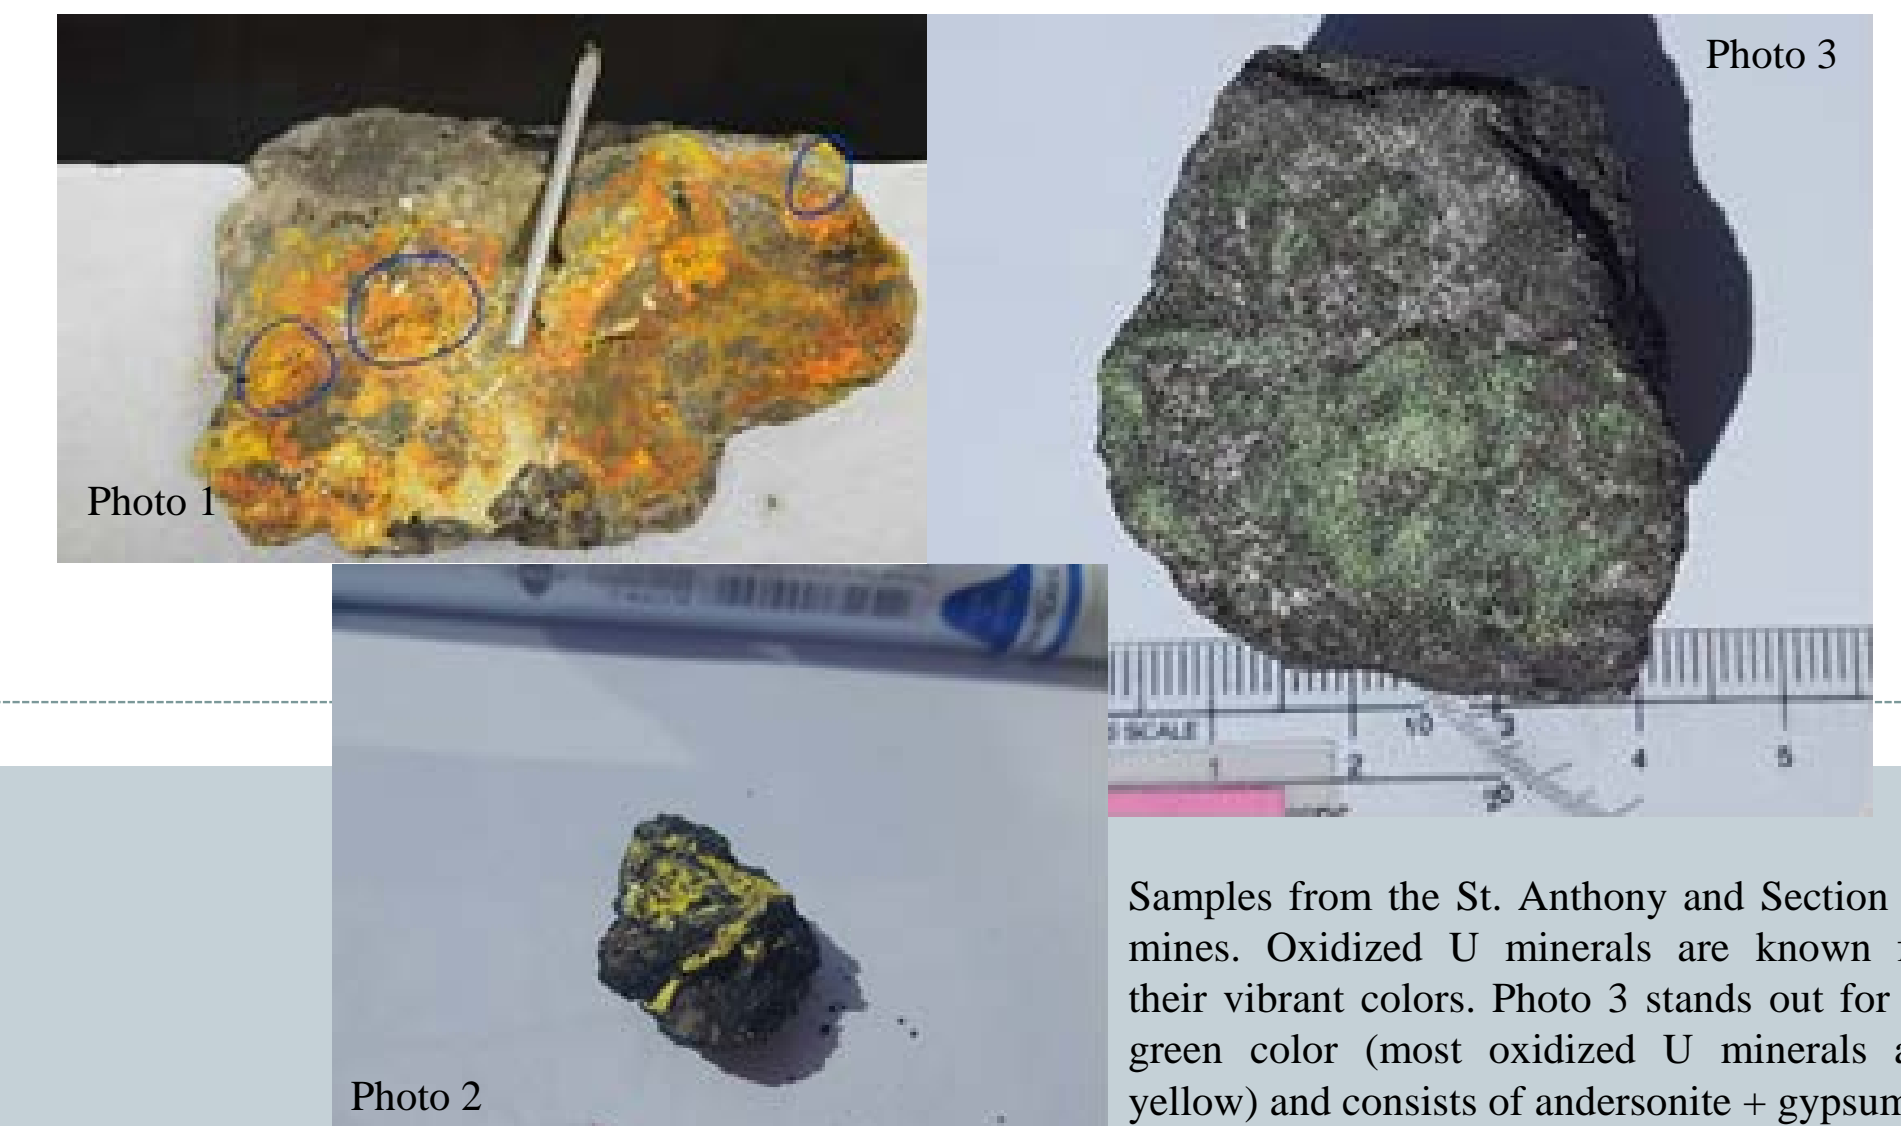 Photo 1
Photo 3
SCALE
10
3
1
2
4
5
20
Photo 2
Samples from the St. Anthony and Section
mines. Oxidized U minerals are known
their vibrant colors. Photo 3 stands out for
green color (most oxidized U minerals a
yellow) and consists of andersonite + gypsum